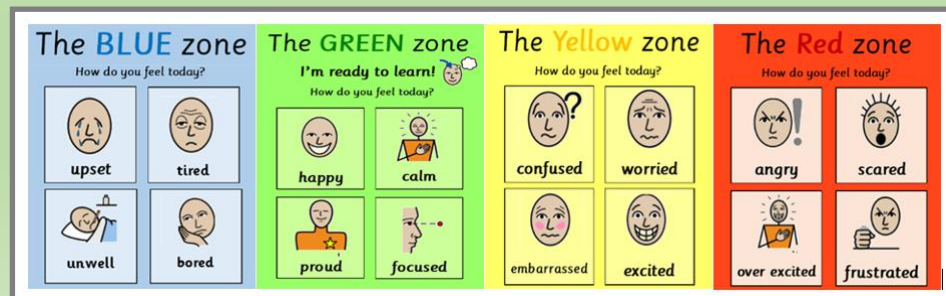 The BLUE zone
How do you feel today?
upset
tired
unwell
bored
The GREEN zone
I'm ready to learn!
How do you feel today?
happy
calm
proud
focused
The Yellow zone
How do you feel today?
confused
worried
embarrassed
excited
The Red zone
How do you feel today?
angry
scared
over excited
frustrated